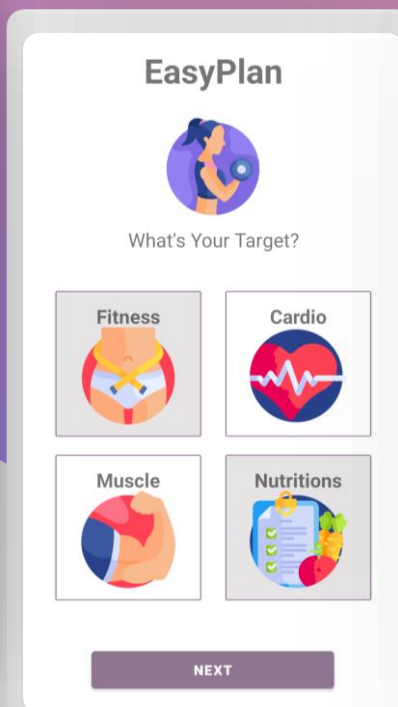 EasyPlan
What's Your Target?
Fitness
Cardio
Muscle
Nutritions
NEXT